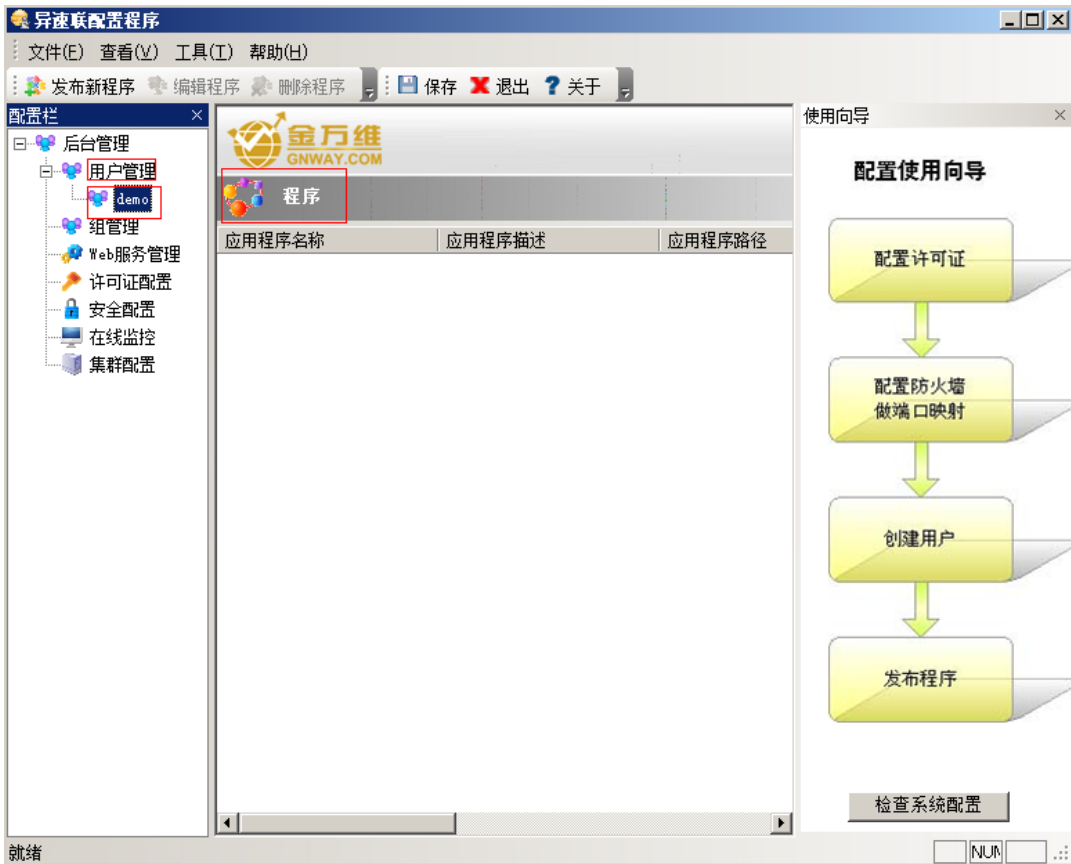 异速联配置程序
文件(F) 查看(V) 工具(T) 帮助(H)
发布新程序 编辑程序 删除程序 保存 退出 关于
配置栏
后台管理
用户管理
demo
组管理
Web服务管理
许可证配置
安全配置
在线监控
集群配置
金万维
GNWAY.COM
程序
应用程序名称 应用程序描述 应用程序路径
使用向导
配置使用向导
配置许可证
配置防火墙
做端口映射
创建用户
发布程序
检查系统配置
就绪
NUM